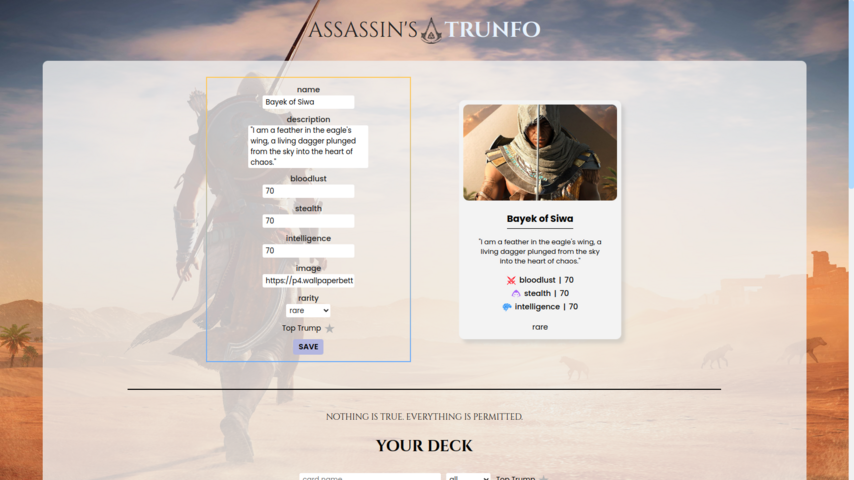 ASSASSIN'S TRUNFO
name
Bayek of Siwa
description
"I am a feather in the eagle's
wing, a living dagger plunged
from the sky into the heart of
chaos."
bloodlust
70
stealth
70
intelligence
70
image
https://p4.wallpaperbett
rarity
rare
Top Trump
SAVE
Bayek of Siwa
"I am a feather in the eagle's wing, a
living dagger plunged from the sky
into the heart of chaos."
bloodlust | 70
stealth | 70
intelligence | 70
rare
NOTHING IS TRUE. EVERYTHING IS PERMITTED.
YOUR DECK
card name
all
Top Trump